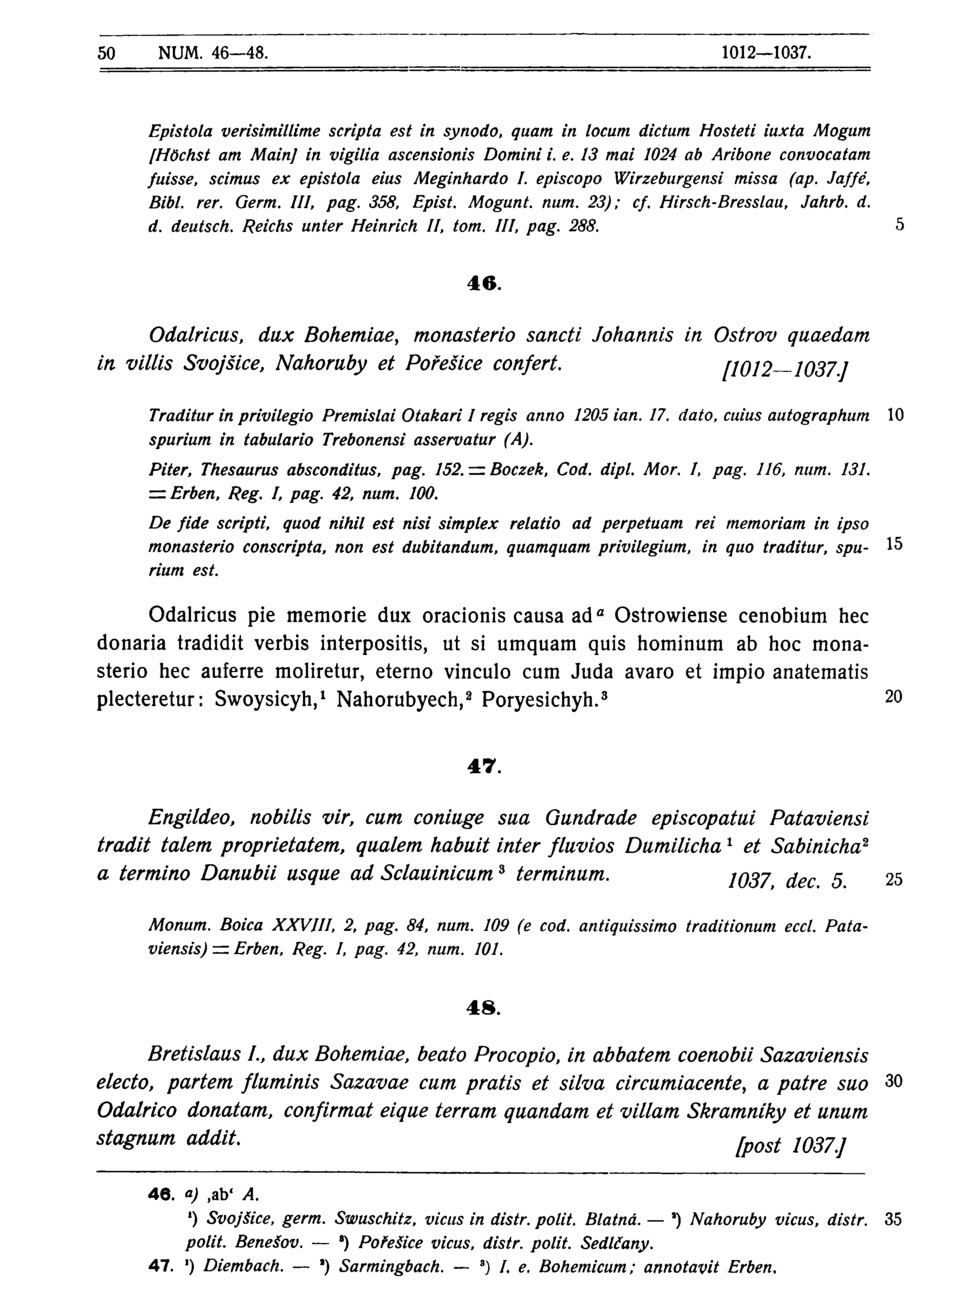 50 NUM. 46—48. 1012—1037.
Epistola verisimillime scripta est in synodo, quam in locum dictum Hosteti iuxta Mogum
[Höchst am Main] in vigilia ascensionis Domini i. e. 13 mai 1024 ab Aribone convocatam
fuisse, scimus ex epistola eius Meginhardo I. episcopo Wirzeburgensi missa (ap. Jaffé,
Bibl. rer. Germ. III, pag. 358, Epist. Mogunt. num. 23); cf. Hirsch-Bresslau, Jahrb. d.
d. deutsch. Reichs unter Heinrich II, tom. III, pag. 288. 5
46.
Odalricus, dux Bohemiae, monasterio sancti Johannis in Ostrov quaedam
in villis Svojšice, Nahoruby et Pořešice confert. [1012—1037.]
Traditur in privilegio Premislai Otakari I regis anno 1205 ian. 17. dato, cuius autographum 10
spurium in tabulario Trebonensi asservatur (A).
Piter, Thesaurus absconditus, pag. 152. = Boczek, Cod. dipl. Mor. I, pag. 116, num. 131.
= Erben, Reg. I, pag. 42, num. 100.
De fide scripti, quod nihil est nisi simplex relatio ad perpetuam rei memoriam in ipso
monasterio conscripta, non est dubitandum, quamquam privilegium, in quo traditur, spu- 15
rium est.
Odalricus pie memorie dux oracionis causa ad ᵃ Ostrowiense cenobium hec
donaria tradidit verbis interpositis, ut si umquam quis hominum ab hoc mona-
sterio hec auferre moliretur, eterno vinculo cum Juda avaro et impio anatematis
plecteretur: Swoysicyh,¹ Nahorubyech,² Poryesichyh.³ 20
47.
Engildeo, nobilis vir, cum coniuge sua Gundrade episcopatui Pataviensi
tradit talem proprietatem, qualem habuit inter fluvios Dumilicha ¹ et Sabinicha²
a termino Danubii usque ad Sclauinicum ³ terminum. 1037, dec. 5. 25
Monum. Boica XXVIII, 2, pag. 84, num. 109 (e cod. antiquissimo traditionum eccl. Pata-
viensis) = Erben, Reg. I, pag. 42, num. 101.
48.
Bretislaus I., dux Bohemiae, beato Procopio, in abbatem coenobii Sazaviensis
electo, partem fluminis Sazavae cum pratis et silva circumiacente, a patre suo 30
Odalrico donatam, confirmat eique terram quandam et villam Skramníky et unum
stagnum addit. [post 1037.]
46. a) ‚ab‘ A.
¹) Svojšice, germ. Swuschitz, vicus in distr. polit. Blatná. — ²) Nahoruby vicus, distr. 35
polit. Benešov. — ³) Pořešice vicus, distr. polit. Sedlčany.
47. ¹) Diembach. — ²) Sarmingbach. — ³) I. e. Bohemicum; annotavit Erben.